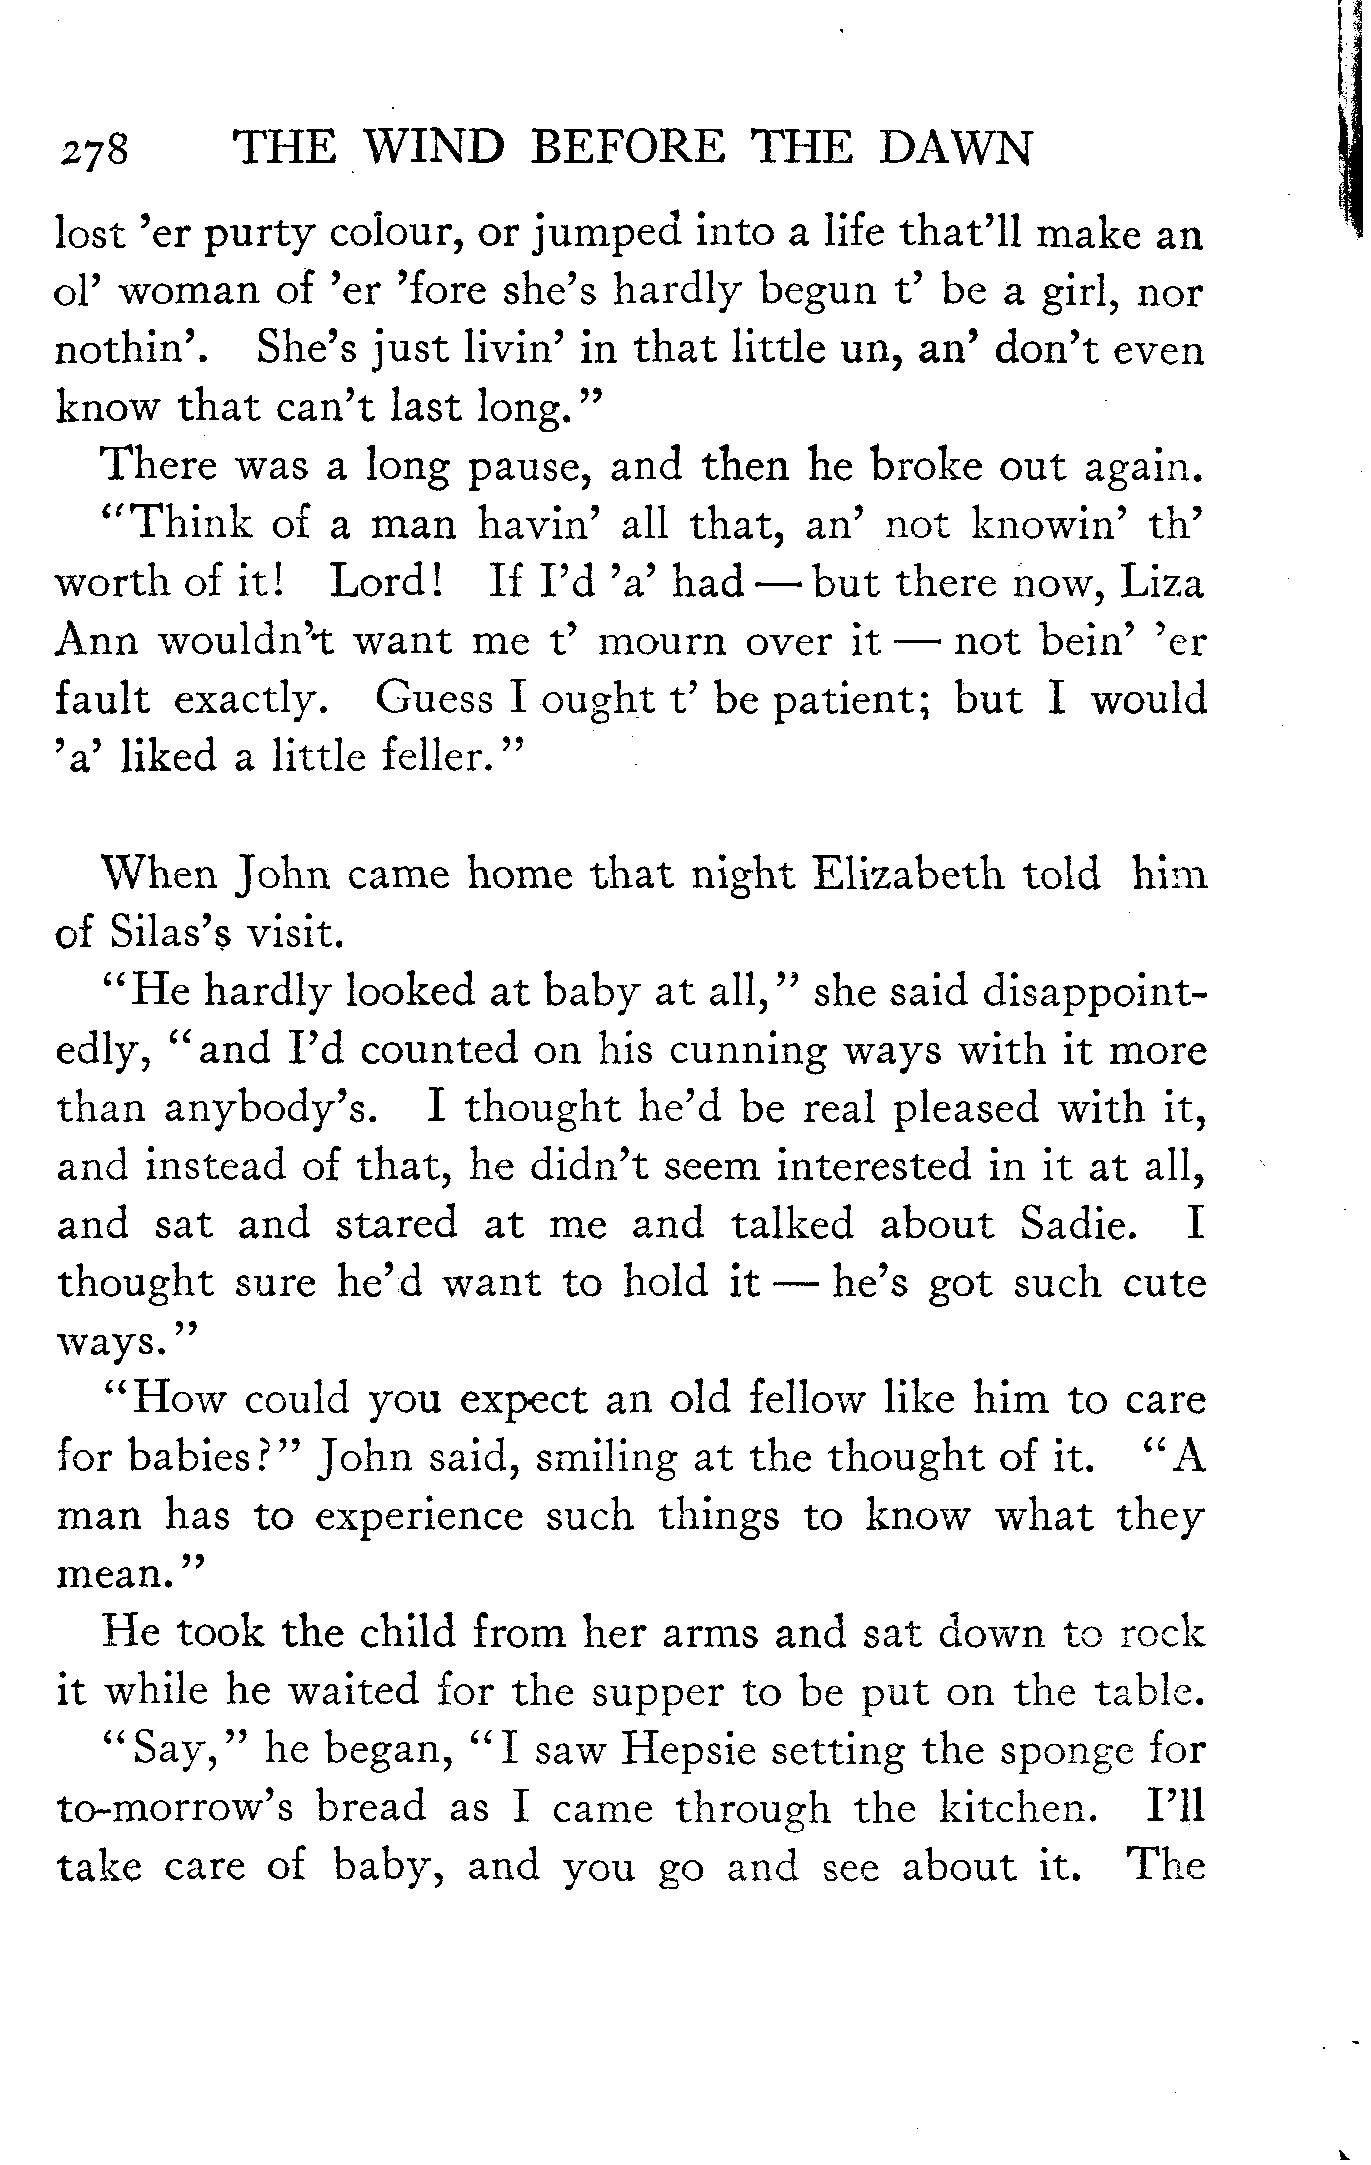 278 THE WIND BEFORE THE DAWN
lost ’er purty colour, or jumped into a life that’ll make an
ol’ woman of ’er ’fore she’s hardly begun t’ be a girl, nor
nothin’. She’s just livin’ in that little un, an’ don’t even
know that can’t last long.”
There was a long pause, and then he broke out again.
“Think of a man havin’ all that, an’ not knowin’ th’
worth of it! Lord! If I’d ’a’ had — but there now, Liza
Ann wouldn’t want me t’ mourn over it — not bein’ ’er
fault exactly. Guess I ought t’ be patient; but I would
’a’ liked a little feller.”
When John came home that night Elizabeth told him
of Silas’s visit.
“He hardly looked at baby at all,” she said disappoint-
edly, “and I’d counted on his cunning ways with it more
than anybody’s. I thought he’d be real pleased with it,
and instead of that, he didn’t seem interested in it at all,
and sat and stared at me and talked about Sadie. I
thought sure he’d want to hold it — he’s got such cute
ways.”
“How could you expect an old fellow like him to care
for babies?” John said, smiling at the thought of it. “A
man has to experience such things to know what they
mean.”
He took the child from her arms and sat down to rock
it while he waited for the supper to be put on the table.
“Say,” he began, “I saw Hepsie setting the sponge for
to-morrow’s bread as I came through the kitchen. I’ll
take care of baby, and you go and see about it. The